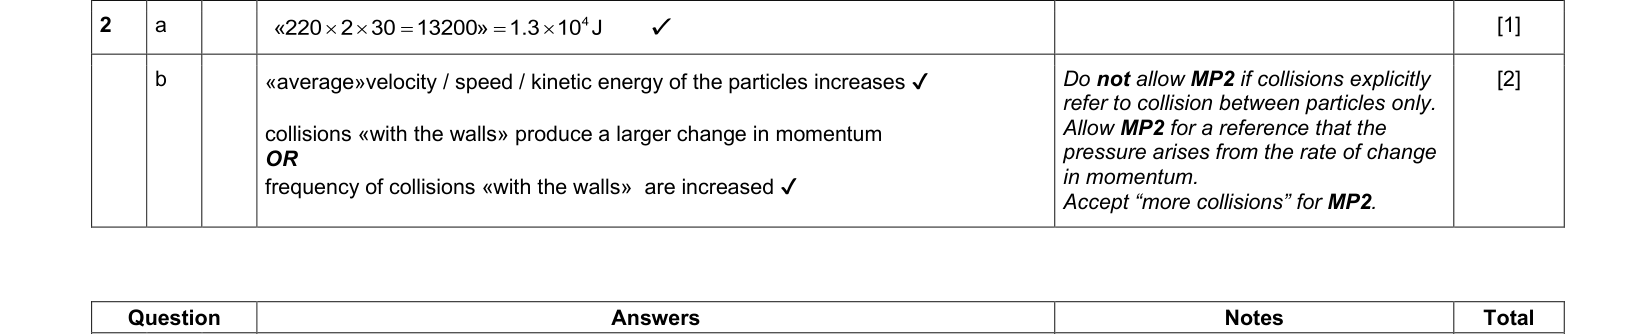 2 a «220 × 2 × 30 = 13200» = 1.3 × 10⁴ J ✓ [1]
b «average»velocity / speed / kinetic energy of the particles increases ✓
collisions «with the walls» produce a larger change in momentum
OR
frequency of collisions «with the walls» are increased ✓
Do not allow MP2 if collisions explicitly
refer to collision between particles only.
Allow MP2 for a reference that the
pressure arises from the rate of change
in momentum.
Accept “more collisions” for MP2.
[2]
Question Answers Notes Total